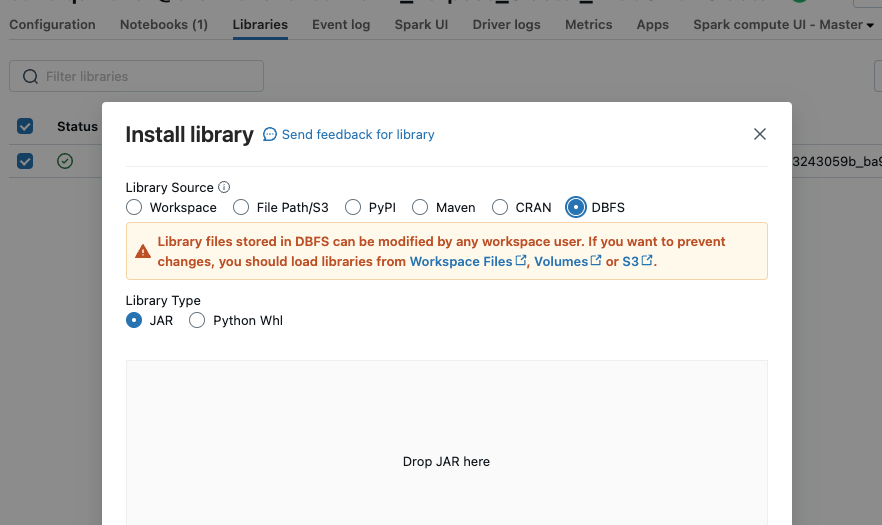 Configuration Notebooks (1) Libraries Event log Spark UI Driver logs Metrics Apps Spark compute UI - Master
Filter libraries
Status
3243059b_ba9
Install library Send feedback for library
Library Source
Workspace File Path/S3 PyPI Maven CRAN DBFS
Library files stored in DBFS can be modified by any workspace user. If you want to prevent
changes, you should load libraries from Workspace Files, Volumes or S3.
Library Type
JAR Python Whl
Drop JAR here